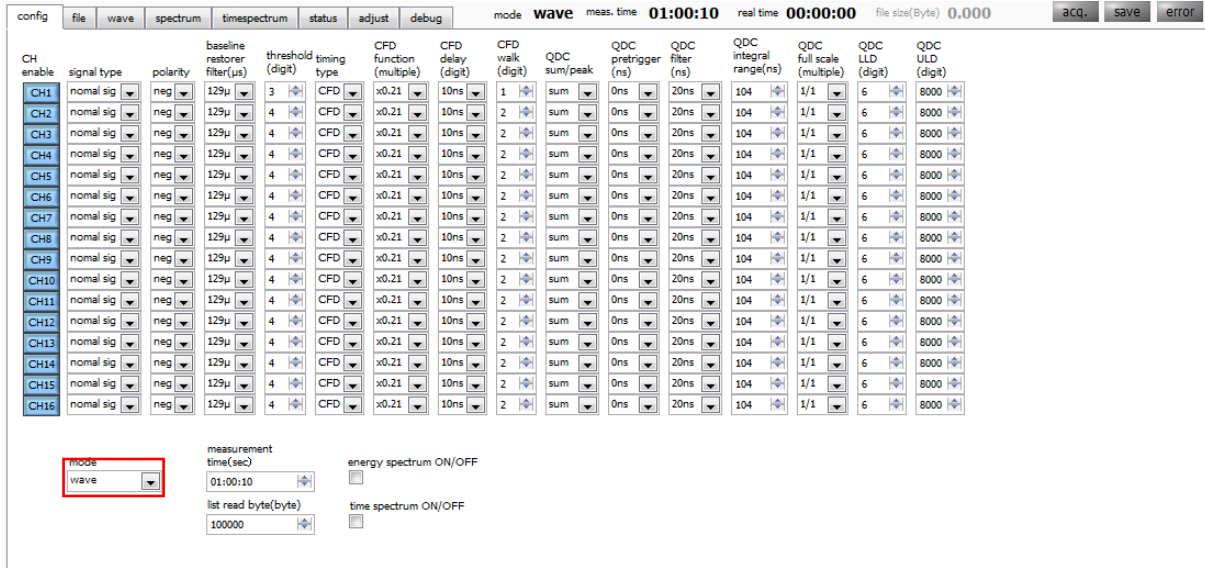 config file wave spectrum timespectrum status adjust debug mode wave meas. time 01:00:10 real time 00:00:00 file size(Byte) 0.000 acq. save error
CH enable signal type polarity baseline restorer filter(μs) threshold (digit) timing type CFD function (multiple) CFD delay (digit) CFD walk (digit) QDC sum/peak QDC pretrigger (ns) QDC filter (ns) QDC integral range(ns) QDC full scale (multiple) QDC LLD (digit) QDC ULD (digit)
CH1 nomal sig neg 129μ 3 CFD x0.21 10ns 1 sum 0ns 20ns 104 1/1 6 8000
CH2 nomal sig neg 129μ 4 CFD x0.21 10ns 2 sum 0ns 20ns 104 1/1 6 8000
CH3 nomal sig neg 129μ 4 CFD x0.21 10ns 2 sum 0ns 20ns 104 1/1 6 8000
CH4 nomal sig neg 129μ 4 CFD x0.21 10ns 2 sum 0ns 20ns 104 1/1 6 8000
CH5 nomal sig neg 129μ 4 CFD x0.21 10ns 2 sum 0ns 20ns 104 1/1 6 8000
CH6 nomal sig neg 129μ 4 CFD x0.21 10ns 2 sum 0ns 20ns 104 1/1 6 8000
CH7 nomal sig neg 129μ 4 CFD x0.21 10ns 2 sum 0ns 20ns 104 1/1 6 8000
CH8 nomal sig neg 129μ 4 CFD x0.21 10ns 2 sum 0ns 20ns 104 1/1 6 8000
CH9 nomal sig neg 129μ 4 CFD x0.21 10ns 2 sum 0ns 20ns 104 1/1 6 8000
CH10 nomal sig neg 129μ 4 CFD x0.21 10ns 2 sum 0ns 20ns 104 1/1 6 8000
CH11 nomal sig neg 129μ 4 CFD x0.21 10ns 2 sum 0ns 20ns 104 1/1 6 8000
CH12 nomal sig neg 129μ 4 CFD x0.21 10ns 2 sum 0ns 20ns 104 1/1 6 8000
CH13 nomal sig neg 129μ 4 CFD x0.21 10ns 2 sum 0ns 20ns 104 1/1 6 8000
CH14 nomal sig neg 129μ 4 CFD x0.21 10ns 2 sum 0ns 20ns 104 1/1 6 8000
CH15 nomal sig neg 129μ 4 CFD x0.21 10ns 2 sum 0ns 20ns 104 1/1 6 8000
CH16 nomal sig neg 129μ 4 CFD x0.21 10ns 2 sum 0ns 20ns 104 1/1 6 8000
mode measurement time(sec) energy spectrum ON/OFF
wave 01:00:10
list read byte(byte) time spectrum ON/OFF
100000